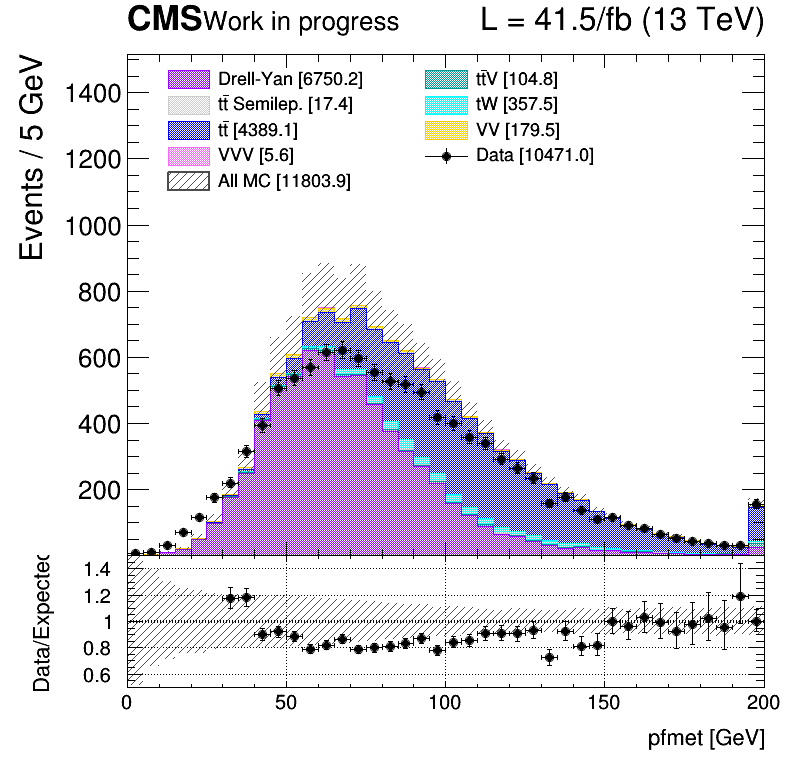 CMS Work in progress L = 41.5/fb (13 TeV)
Events / 5 GeV
Drell-Yan [6750.2]
tt̄ Semilep. [17.4]
tt̄ [4389.1]
VVV [5.6]
All MC [11803.9]
tt̄V [104.8]
tW [357.5]
VV [179.5]
Data [10471.0]
1400
1200
1000
800
600
400
200
Data/Expected
1.4
1.2
1
0.8
0.6
0 50 100 150 200
pfmet [GeV]